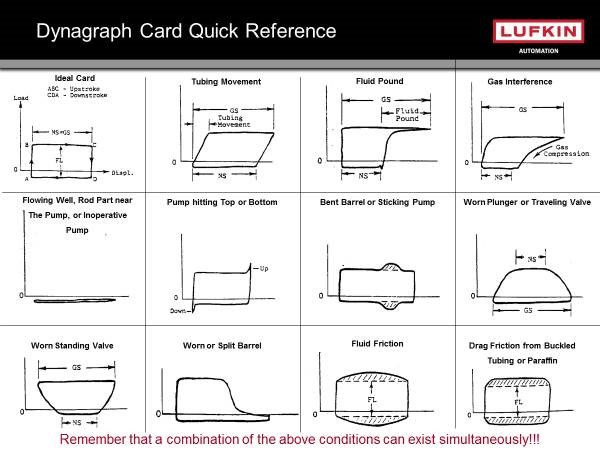 Dynagraph Card Quick Reference
LUFKIN
AUTOMATION
Ideal Card
ABC - Upstroke
CDA - Downstroke
Load
NS=GS
B
C
FL
0
A
D
Displ.
Tubing Movement
GS
Tubing
Movement
0
NS
Fluid Pound
GS
Fluid
Pound
0
NS
Gas Interference
GS
Gas
Compression
0
NS
Flowing Well, Rod Part near
The Pump, or Inoperative
Pump
0
Pump hitting Top or Bottom
Up
0
Down
Bent Barrel or Sticking Pump
0
Worn Plunger or Traveling Valve
NS
0
GS
Worn Standing Valve
GS
0
NS
Worn or Split Barrel
0
Fluid Friction
FL
0
Drag Friction from Buckled
Tubing or Paraffin
FL
0
Remember that a combination of the above conditions can exist simultaneously!!!